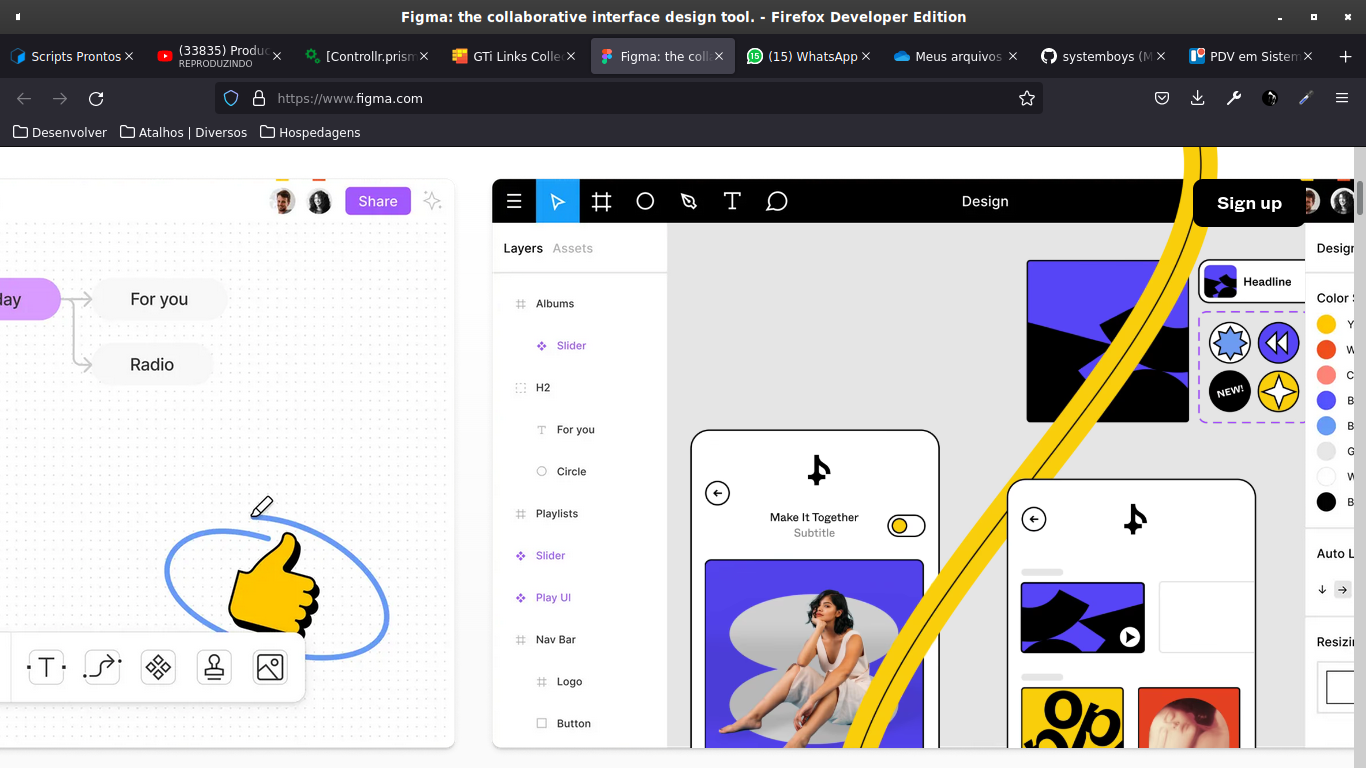 Figma: the collaborative interface design tool. - Firefox Developer Edition
Scripts Prontos
(33835) Produc
REPRODUZINDO
[Controllr.prism
GTi Links Collec
Figma: the colla
(15) WhatsApp
Meus arquivos
systemboys (M
PDV em Sistem
https://www.figma.com
Desenvolver
Atalhos | Diversos
Hospedagens
Share
Design
Sign up
lay
For you
Radio
Layers
Assets
Albums
Slider
H2
For you
Circle
Playlists
Slider
Play UI
Nav Bar
Logo
Button
T
Make It Together
Subtitle
Headline
NEW!
Design
Color S
Y
W
C
B
B
G
W
B
Auto L
Resizin